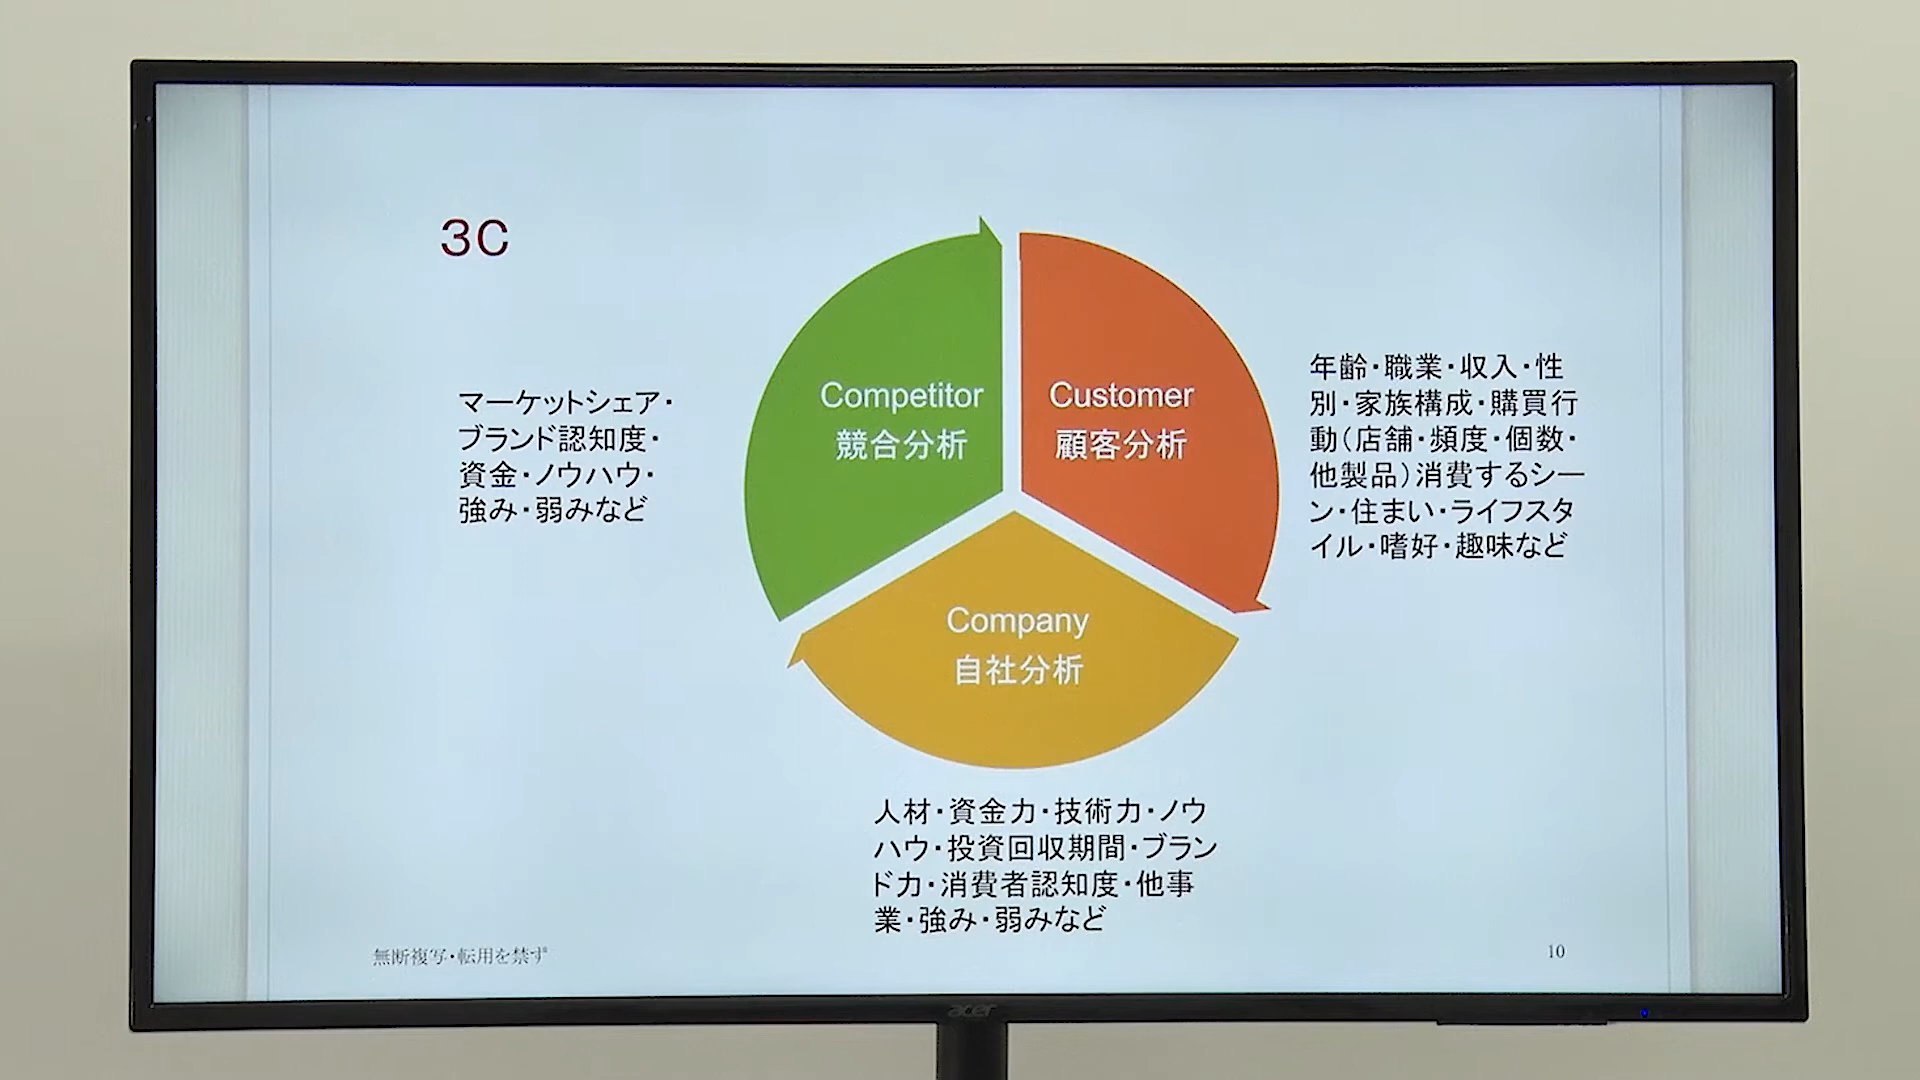 3C
Competitor
競合分析
Customer
顧客分析
Company
自社分析
マーケットシェア・
ブランド認知度・
資金・ノウハウ・
強み・弱みなど
年齢・職業・収入・性
別・家族構成・購買行
動(店舗・頻度・個数・
他製品)消費するシー
ン・住まい・ライフスタ
イル・嗜好・趣味など
人材・資金力・技術力・ノウ
ハウ・投資回収期間・ブラン
ド力・消費者認知度・他事
業・強み・弱みなど
無断複写・転用を禁ず
10
acer